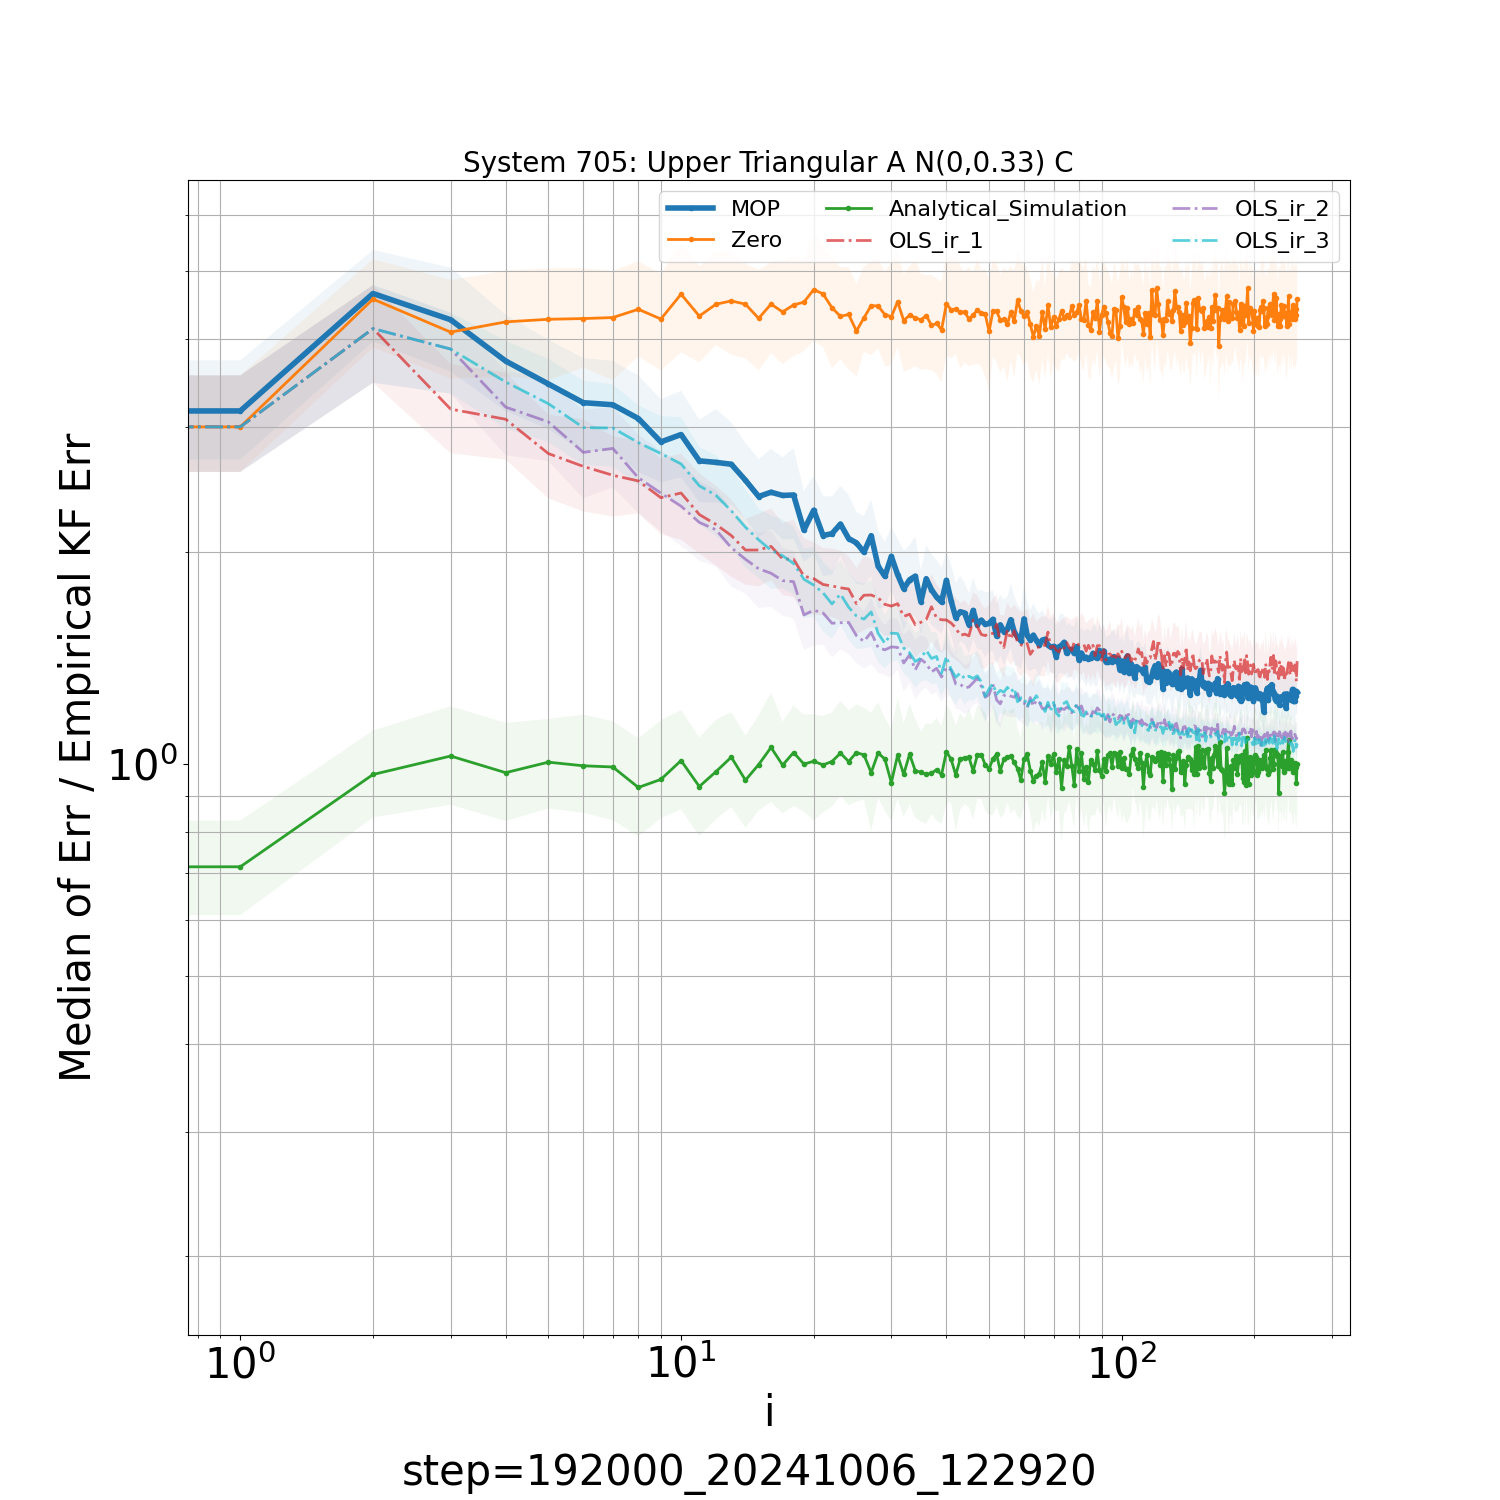 System 705: Upper Triangular A N(0,0.33) C
MOP
Zero
Analytical_Simulation
OLS_ir_1
OLS_ir_2
OLS_ir_3
Median of Err / Empirical KF Err
10⁰
10⁰ 10¹ 10²
i
step=192000_20241006_122920